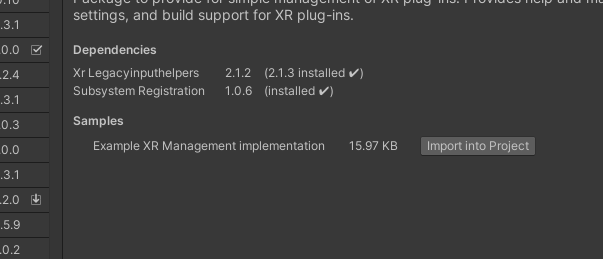 .3.1
.0.0
.2.4
.3.1
.0.3
.0.0
.3.1
.2.0
.5.9
.0.2
settings, and build support for XR plug-ins.
Dependencies
Xr Legacyinputhelpers 2.1.2 (2.1.3 installed ✔)
Subsystem Registration 1.0.6 (installed ✔)
Samples
Example XR Management implementation 15.97 KB Import into Project